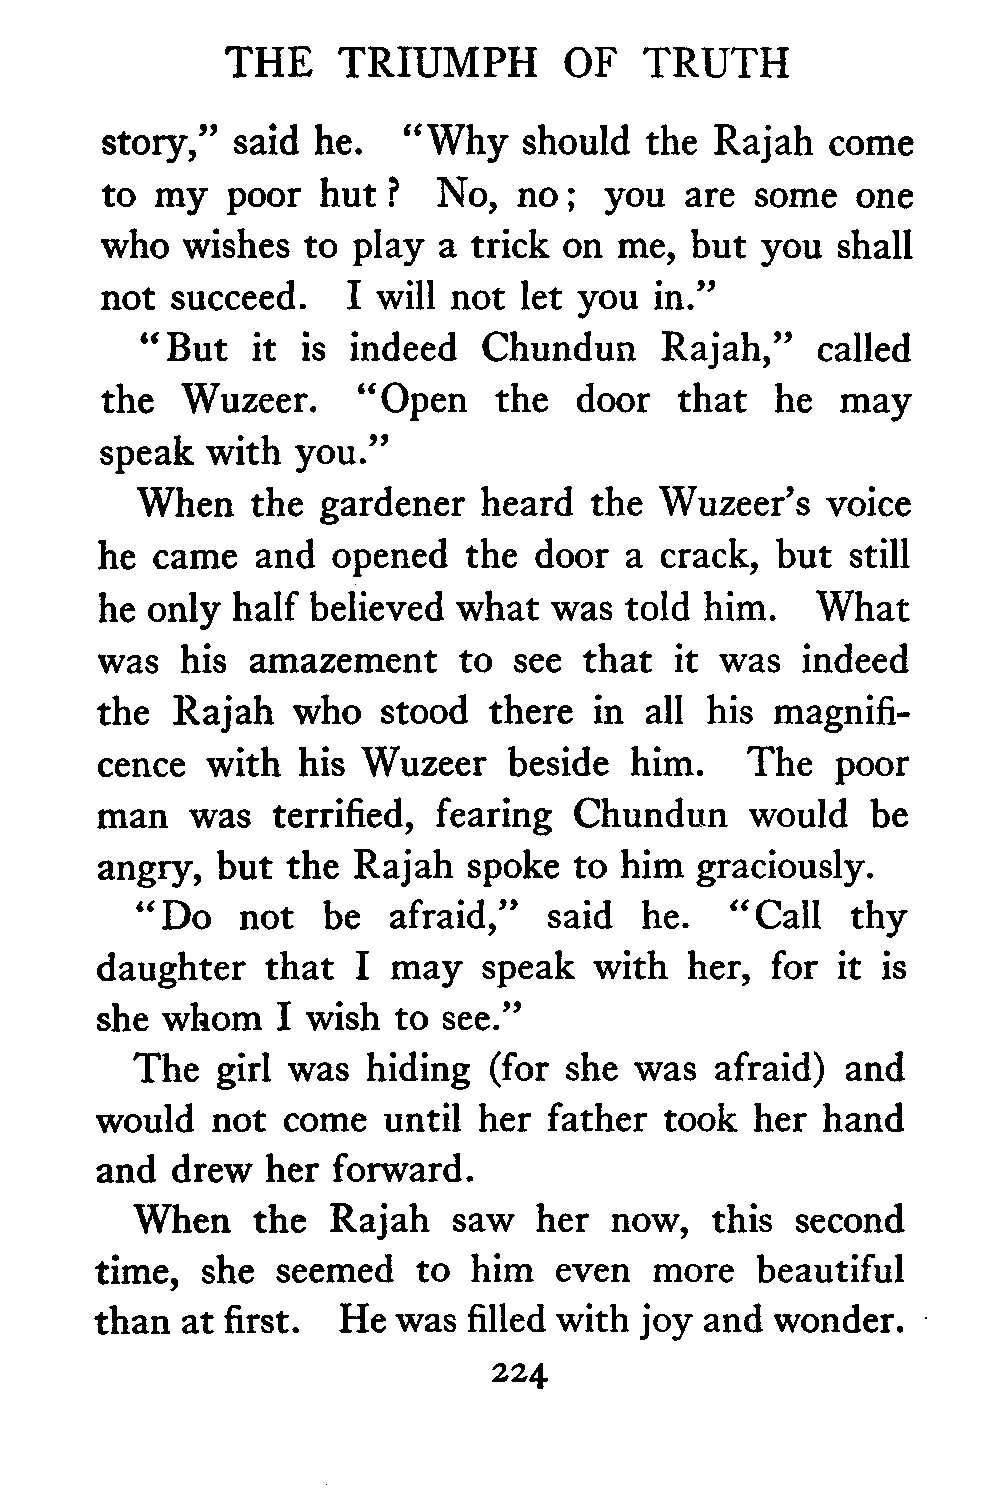 THE TRIUMPH OF TRUTH
story,” said he. “Why should the Rajah come
to my poor hut? No, no; you are some one
who wishes to play a trick on me, but you shall
not succeed. I will not let you in.”
“But it is indeed Chundun Rajah,” called
the Wuzeer. “Open the door that he may
speak with you.”
When the gardener heard the Wuzeer’s voice
he came and opened the door a crack, but still
he only half believed what was told him. What
was his amazement to see that it was indeed
the Rajah who stood there in all his magnifi-
cence with his Wuzeer beside him. The poor
man was terrified, fearing Chundun would be
angry, but the Rajah spoke to him graciously.
“Do not be afraid,” said he. “Call thy
daughter that I may speak with her, for it is
she whom I wish to see.”
The girl was hiding (for she was afraid) and
would not come until her father took her hand
and drew her forward.
When the Rajah saw her now, this second
time, she seemed to him even more beautiful
than at first. He was filled with joy and wonder.
224